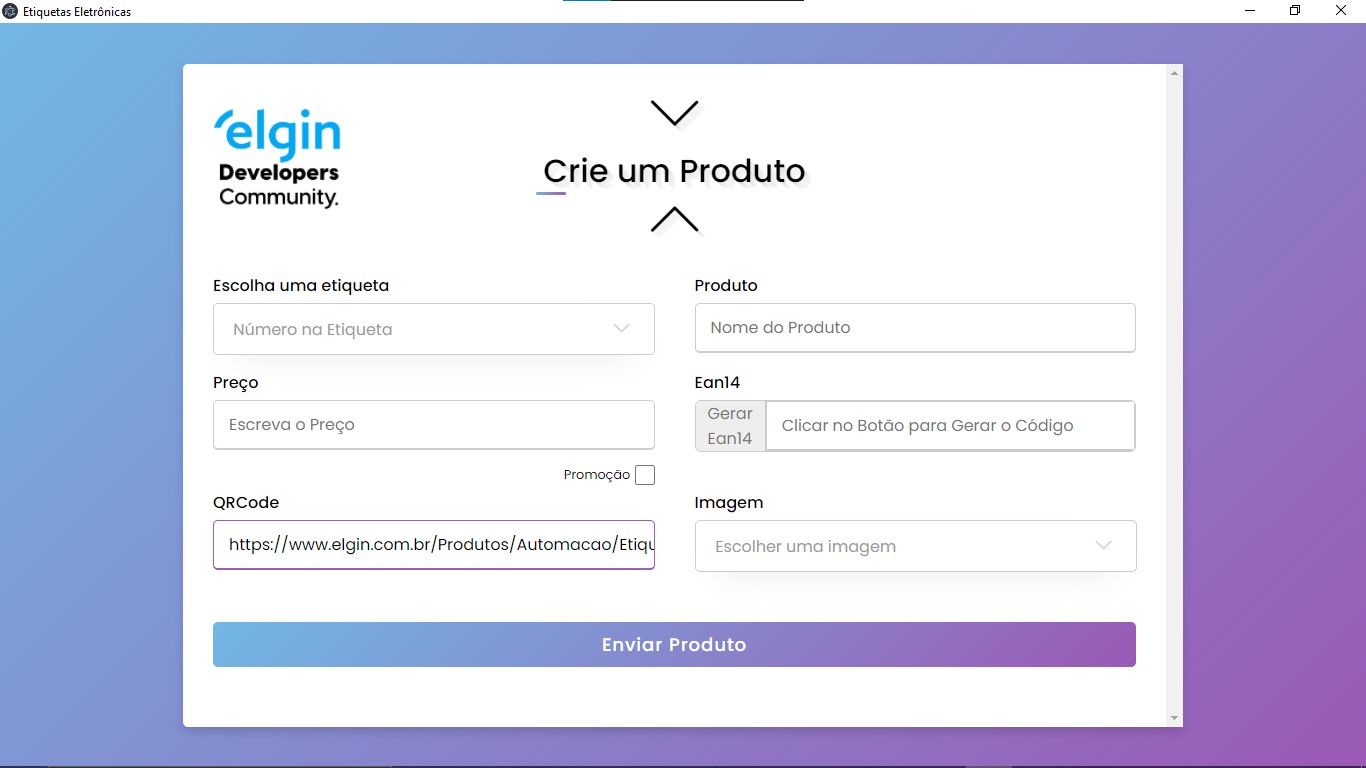 Etiquetas Eletrônicas
elgin
Developers
Community.
Crie um Produto
Escolha uma etiqueta
Número na Etiqueta
Produto
Nome do Produto
Preço
Escreva o Preço
Ean14
Gerar
Ean14
Clicar no Botão para Gerar o Código
Promoção
QRCode
https://www.elgin.com.br/Produtos/Automacao/Etiqu
Imagem
Escolher uma imagem
Enviar Produto